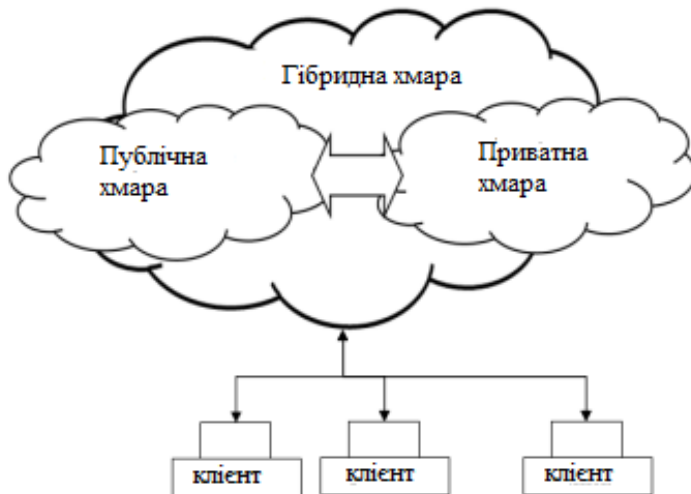 Гібридна хмара
Публічна
хмара
Приватна
хмара
клієнт
клієнт
клієнт